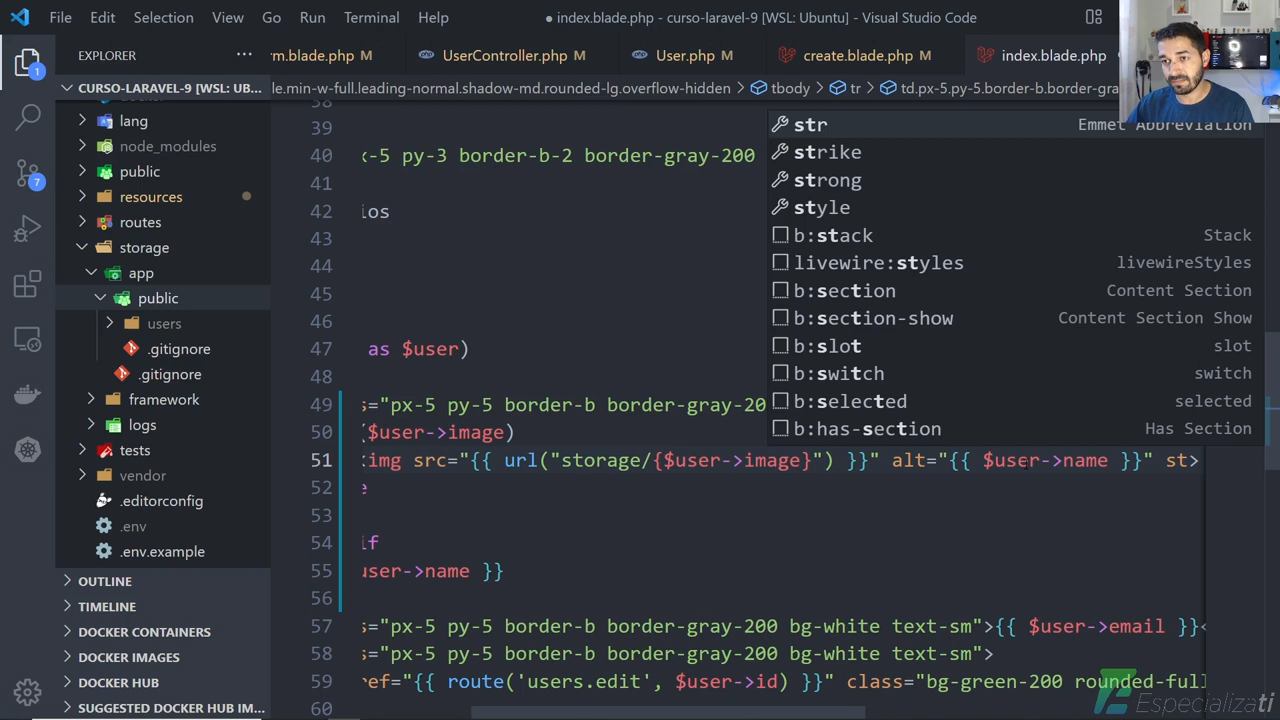 File Edit Selection View Go Run Terminal Help
● index.blade.php - curso-laravel-9 [WSL: Ubuntu] - Visual Studio Code
EXPLORER ...
rm.blade.php M UserController.php M User.php M create.blade.php M index.blade.php
1
CURSO-LARAVEL-9 [WSL: UB...
le.min-w-full.leading-normal.shadow-md.rounded-lg.overflow-hidden > tbody > tr > td.px-5.py-5.border-b.border-gra
lang
node_modules
public
resources
routes
storage
app
public
users
.gitignore
.gitignore
framework
logs
tests
vendor
.editorconfig
.env
.env.example
OUTLINE
TIMELINE
DOCKER CONTAINERS
DOCKER IMAGES
DOCKER HUB
SUGGESTED DOCKER HUB IM...
7
38
39
40 x-5 py-3 border-b-2 border-gray-200
41
42 ios
43
44
45
46
47 as $user)
48
49 s="px-5 py-5 border-b border-gray-20
50 ($user->image)
51 <img src="{{ url("storage/{$user->image}") }}" alt="{{ $user->name }}" st>
52 e
53
54 if
55 user->name }}
56
57 s="px-5 py-5 border-b border-gray-200 bg-white text-sm">{{ $user->email }}<
58 s="px-5 py-5 border-b border-gray-200 bg-white text-sm">
59 ref="{{ route('users.edit', $user->id) }}" class="bg-green-200 rounded-full
60
str Emmet Abbreviation
strike
strong
style
b:stack Stack
livewire:styles livewireStyles
b:section Content Section
b:section-show Content Section Show
b:slot slot
b:switch switch
b:selected selected
b:has-section Has Section
Especializati